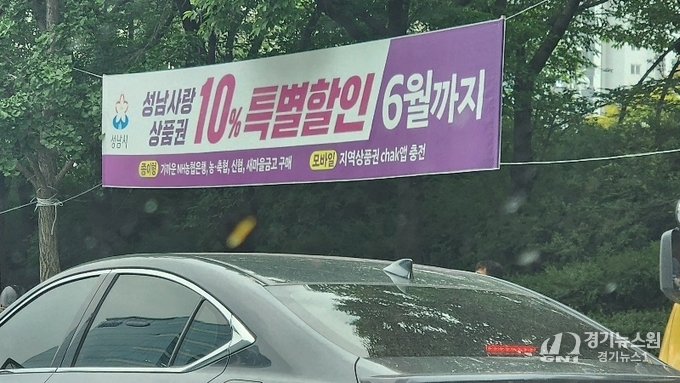 성남시
성남사랑
상품권
10% 특별할인
6월까지
종이형 가까운 NH농협은행, 농·축협, 신협, 새마을금고 구매
모바일 지역상품권 chak앱 충전
GN1 경기뉴스원
경기뉴스1